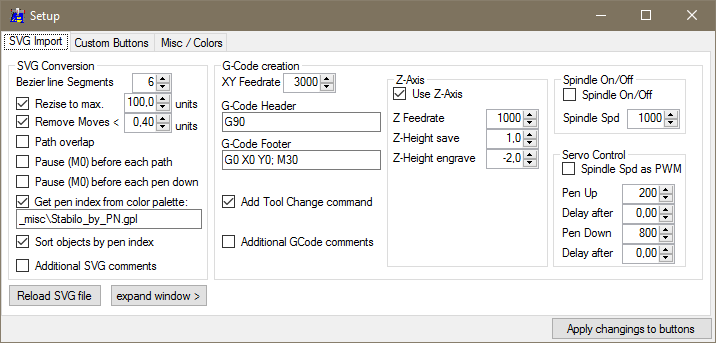 Setup
SVG Import
Custom Buttons
Misc / Colors
SVG Conversion
Bezier line Segments 6
Rezise to max. 100,0 units
Remove Moves < 0,40 units
Path overlap
Pause (M0) before each path
Pause (M0) before each pen down
Get pen index from color palette:
_misc\Stabilo_by_PN.gpl
Sort objects by pen index
Additional SVG comments
Reload SVG file
expand window >
G-Code creation
XY Feedrate 3000
G-Code Header
G90
G-Code Footer
G0 X0 Y0; M30
Add Tool Change command
Additional GCode comments
Z-Axis
Use Z-Axis
Z Feedrate 1000
Z-Height save 1,0
Z-Height engrave -2,0
Spindle On/Off
Spindle On/Off
Spindle Spd 1000
Servo Control
Spindle Spd as PWM
Pen Up 200
Delay after 0,00
Pen Down 800
Delay after 0,00
Apply changings to buttons